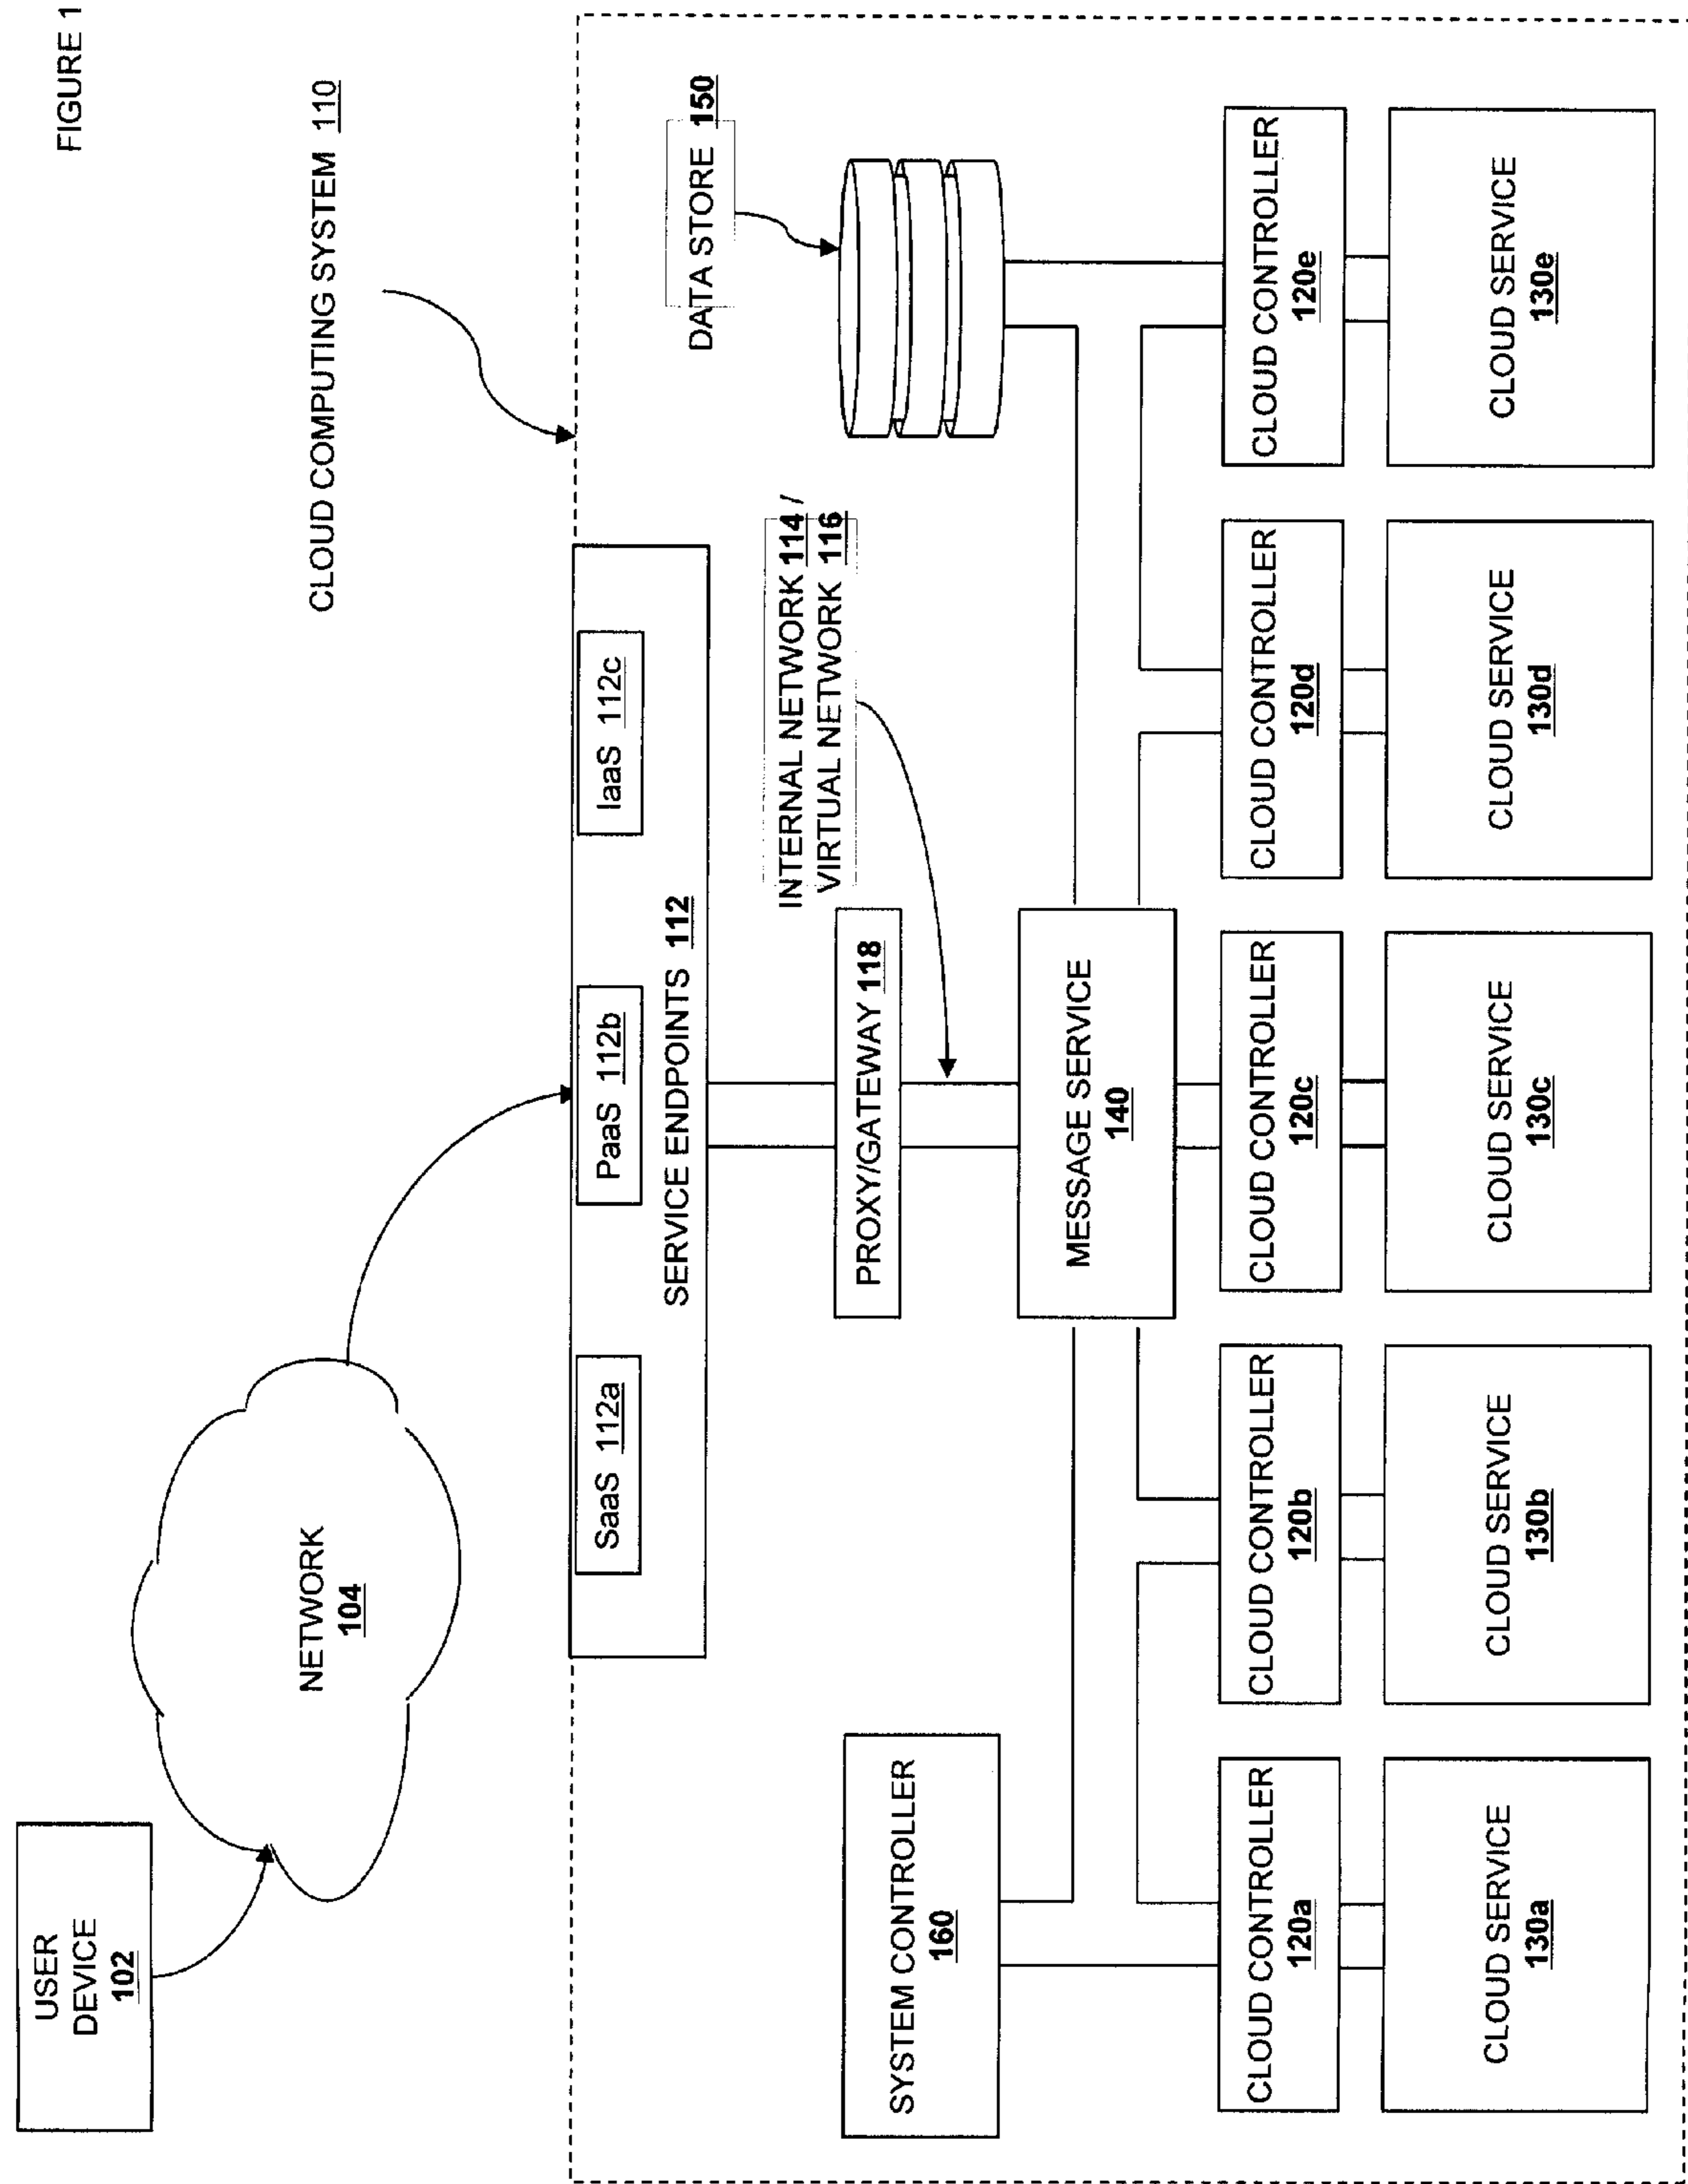 FIGURE 1
USER
DEVICE
102
NETWORK
104
CLOUD COMPUTING SYSTEM 110
SaaS 112a
PaaS 112b
IaaS 112c
SERVICE ENDPOINTS 112
DATA STORE 150
INTERNAL NETWORK 114 /
VIRTUAL NETWORK 116
PROXY/GATEWAY 118
SYSTEM CONTROLLER
160
MESSAGE SERVICE
140
CLOUD CONTROLLER
120a
CLOUD CONTROLLER
120b
CLOUD CONTROLLER
120c
CLOUD CONTROLLER
120d
CLOUD CONTROLLER
120e
CLOUD SERVICE
130a
CLOUD SERVICE
130b
CLOUD SERVICE
130c
CLOUD SERVICE
130d
CLOUD SERVICE
130e